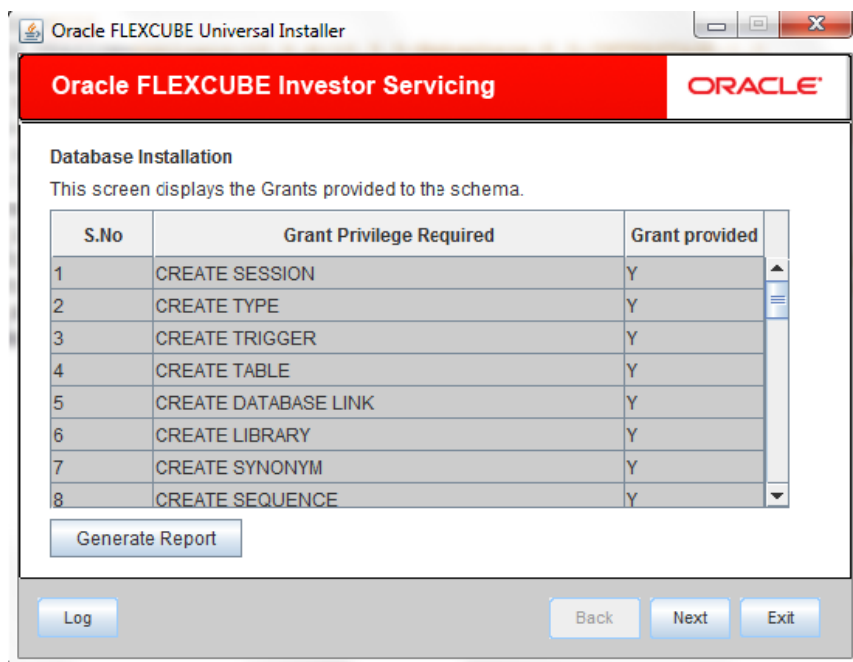 Oracle FLEXCUBE Universal Installer
Oracle FLEXCUBE Investor Servicing
ORACLE
Database Installation
This screen displays the Grants provided to the schema.
S.No Grant Privilege Required Grant provided
1 CREATE SESSION Y
2 CREATE TYPE Y
3 CREATE TRIGGER Y
4 CREATE TABLE Y
5 CREATE DATABASE LINK Y
6 CREATE LIBRARY Y
7 CREATE SYNONYM Y
8 CREATE SEQUENCE Y
Generate Report
Log Back Next Exit